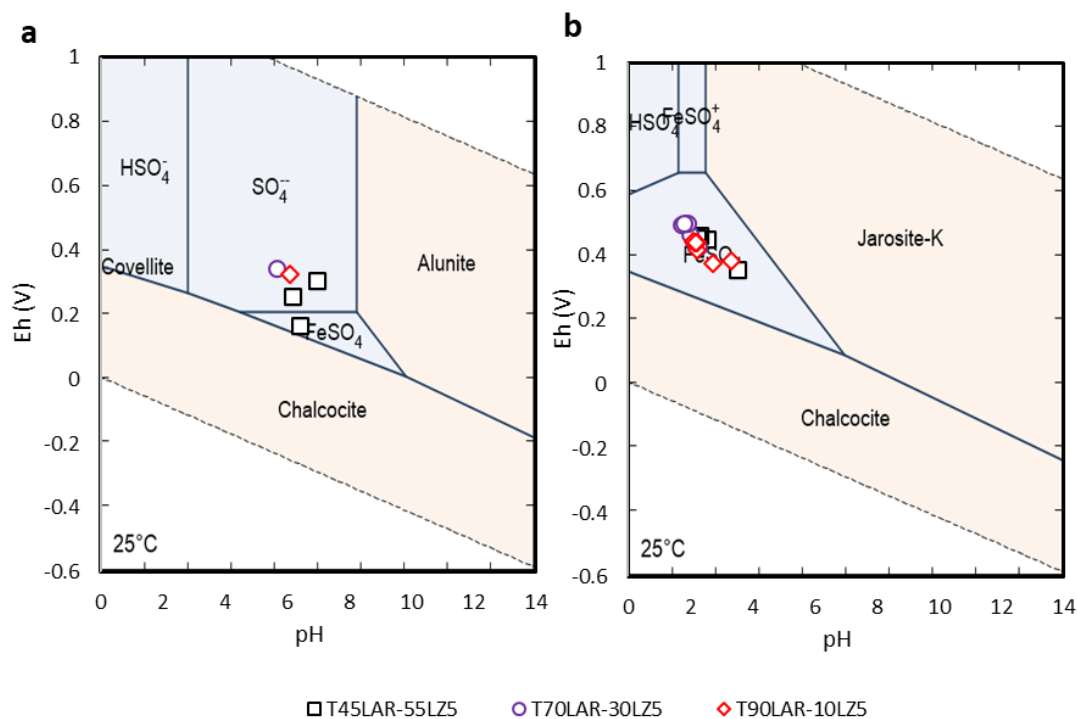 a
1
0.8
0.6
0.4
0.2
0
-0.2
-0.4
-0.6
Eh (V)
HSO4-
SO4--
Covellite
Alunite
FeSO4
Chalcocite
25°C
0 2 4 6 8 10 12 14
pH
b
1
0.8
0.6
0.4
0.2
0
-0.2
-0.4
-0.6
Eh (V)
HSO4- FeSO4+
FeSO
Jarosite-K
Chalcocite
25°C
0 2 4 6 8 10 12 14
pH
T45LAR-55LZ5 T70LAR-30LZ5 T90LAR-10LZ5